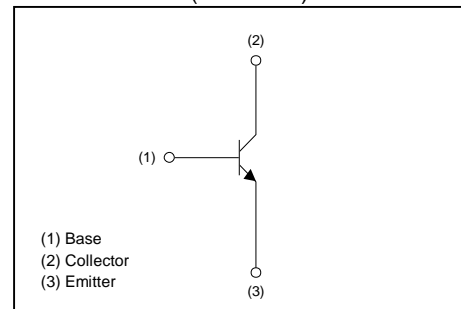 (2)
(1)
(1) Base
(2) Collector
(3) Emitter
(3)